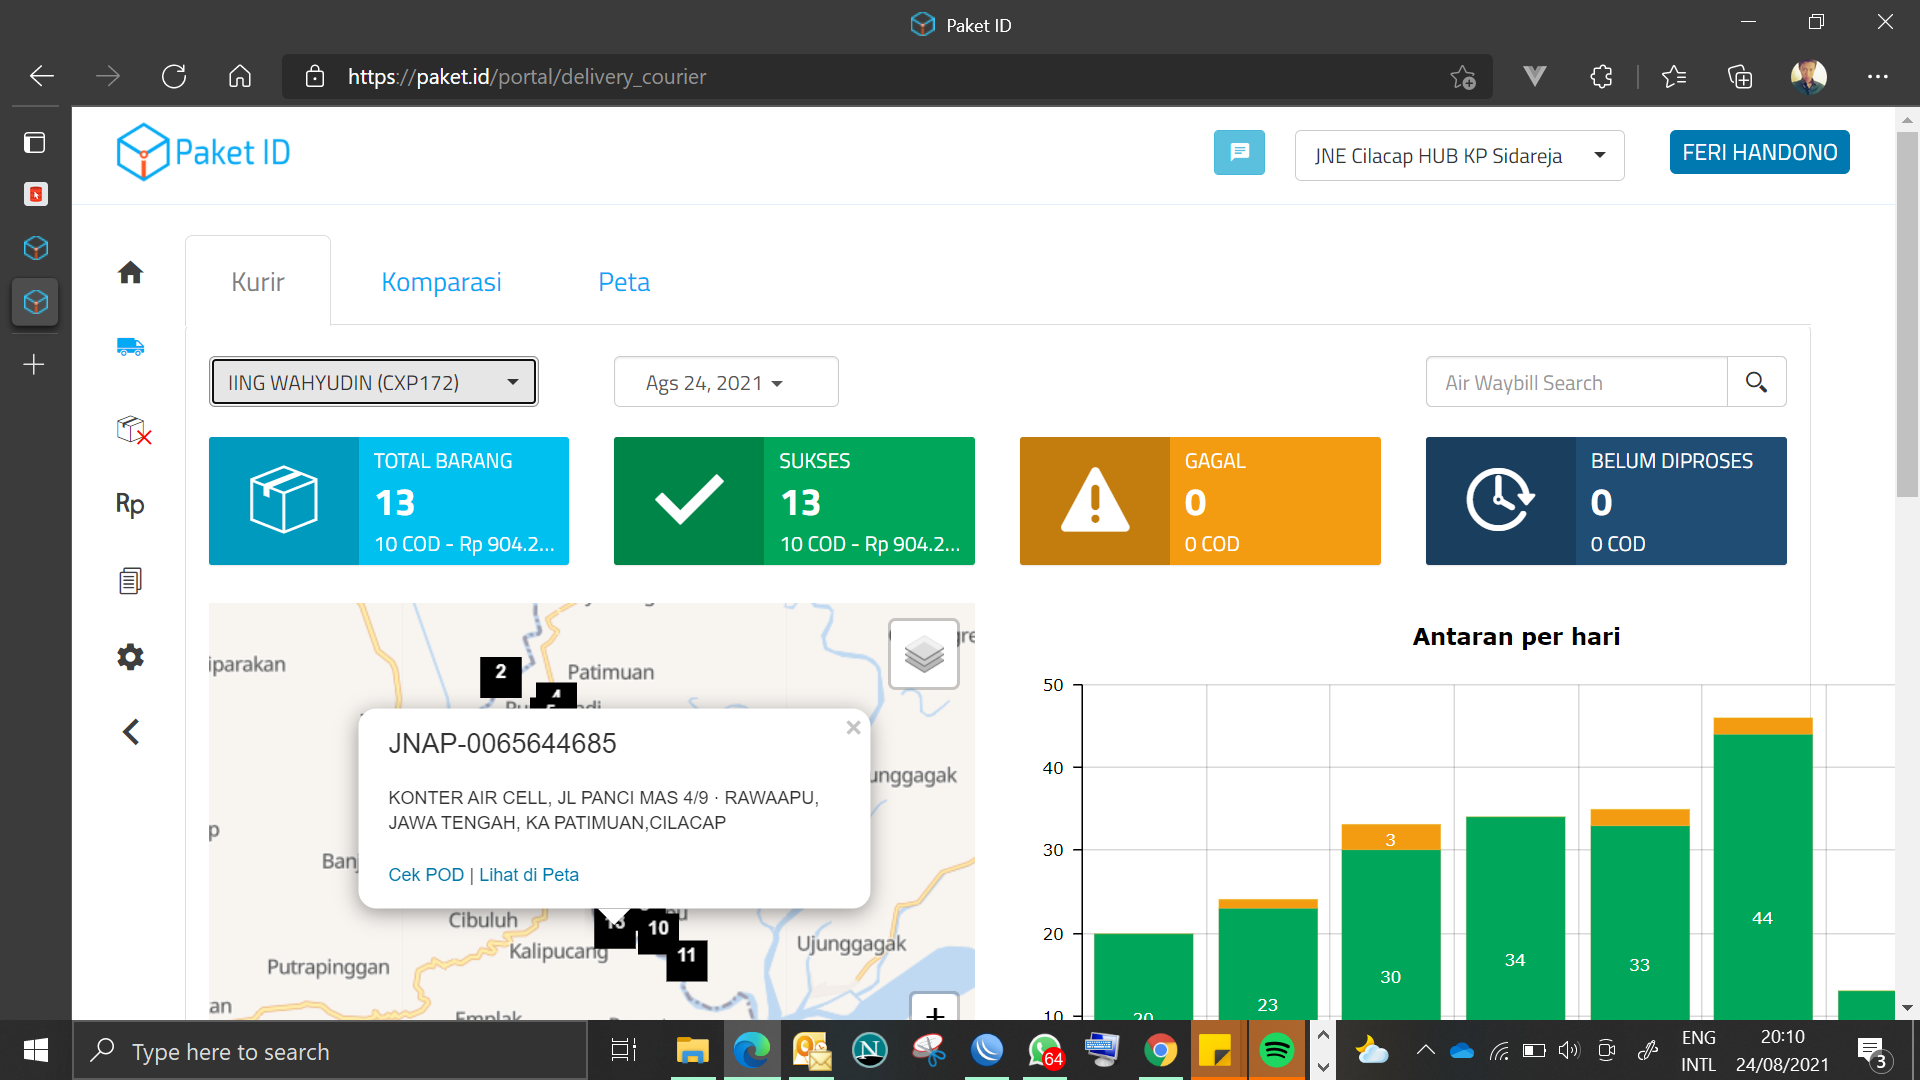 Paket ID
https://paket.id/portal/delivery_courier
Paket ID
JNE Cilacap HUB KP Sidareja
FERI HANDONO
Kurir
Komparasi
Peta
Rp
IING WAHYUDIN (CXP172)
Ags 24, 2021
Air Waybill Search
TOTAL BARANG
13
10 COD - Rp 904.2...
SUKSES
13
10 COD - Rp 904.2...
GAGAL
0
0 COD
BELUM DIPROSES
0
0 COD
iparakan
2
Patimuan
4
JNAP-0065644685
×
KONTER AIR CELL, JL PANCI MAS 4/9 · RAWAAPU,
JAWA TENGAH, KA PATIMUAN,CILACAP
Cek POD | Lihat di Peta
unggagak
Banj
Cibuluh
13
10
11
Kalipucang
Ujunggagak
Putrapinggan
an
Emplak
+
Antaran per hari
50
40
30
20
10
20
23
3
30
34
33
44
Type here to search
64
ENG
INTL
20:10
24/08/2021
3